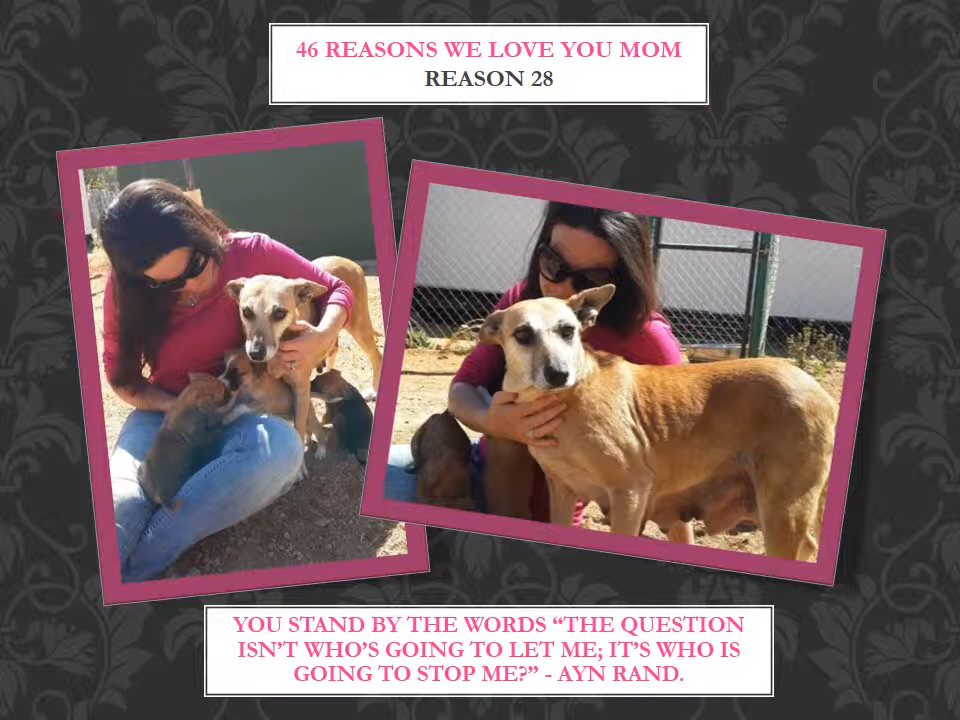 46 REASONS WE LOVE YOU MOM
REASON 28
YOU STAND BY THE WORDS “THE QUESTION
ISN’T WHO’S GOING TO LET ME; IT’S WHO IS
GOING TO STOP ME?” - AYN RAND.